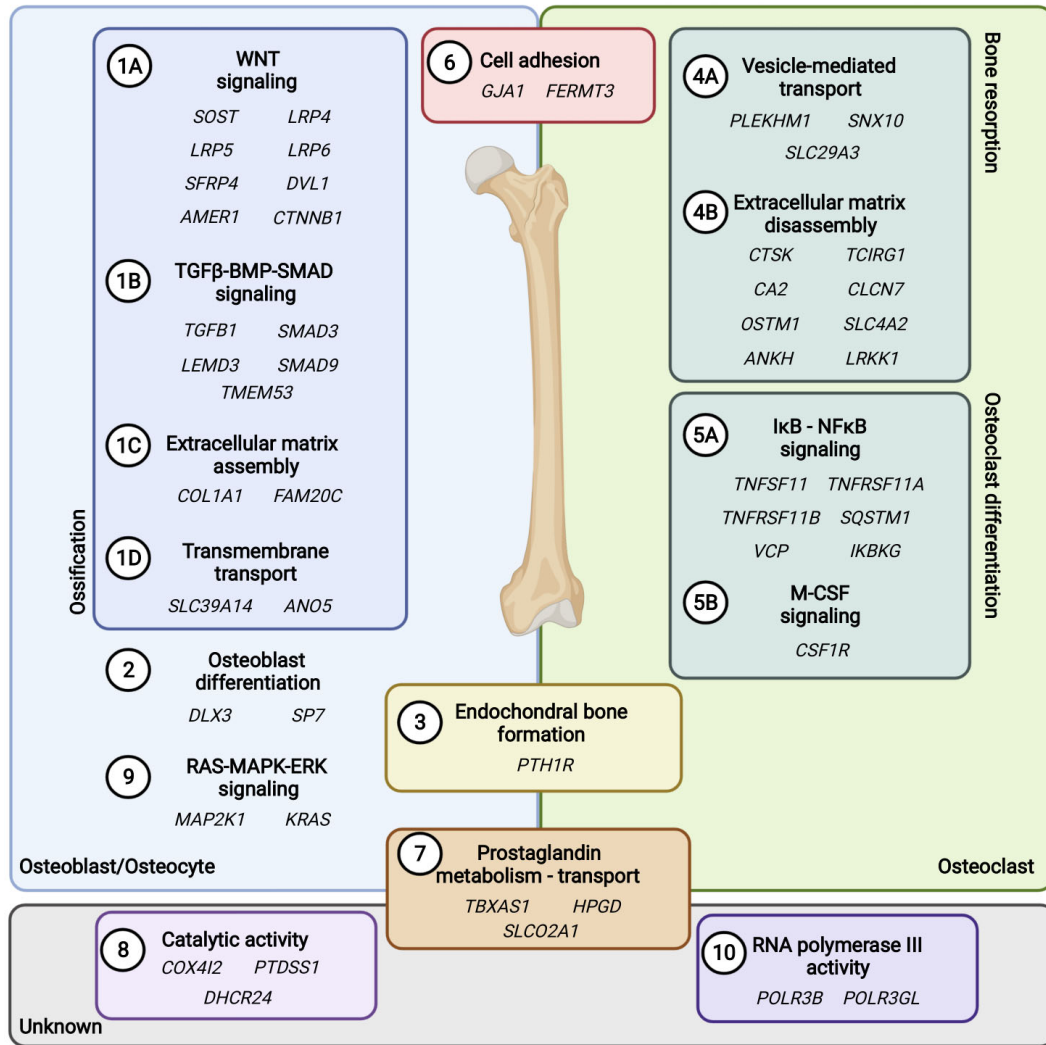 1A
WNT
signaling
SOST LRP4
LRP5 LRP6
SFRP4 DVL1
AMER1 CTNNB1
1B
TGFβ-BMP-SMAD
signaling
TGFB1 SMAD3
LEMD3 SMAD9
TMEM53
1C
Extracellular matrix
assembly
COL1A1 FAM20C
1D
Transmembrane
transport
SLC39A14 ANO5
Ossification
2
Osteoblast
differentiation
DLX3 SP7
9
RAS-MAPK-ERK
signaling
MAP2K1 KRAS
Osteoblast/Osteocyte
6
Cell adhesion
GJA1 FERMT3
3
Endochondral bone
formation
PTH1R
7
Prostaglandin
metabolism - transport
TBXAS1 HPGD
SLCO2A1
4A
Vesicle-mediated
transport
PLEKHM1 SNX10
SLC29A3
4B
Extracellular matrix
disassembly
CTSK TCIRG1
CA2 CLCN7
OSTM1 SLC4A2
ANKH LRKK1
Bone resorption
5A
IκB - NFκB
signaling
TNFSF11 TNFRSF11A
TNFRSF11B SQSTM1
VCP IKBKG
5B
M-CSF
signaling
CSF1R
Osteoclast differentiation
Osteoclast
8
Catalytic activity
COX4I2 PTDSS1
DHCR24
10
RNA polymerase III
activity
POLR3B POLR3GL
Unknown